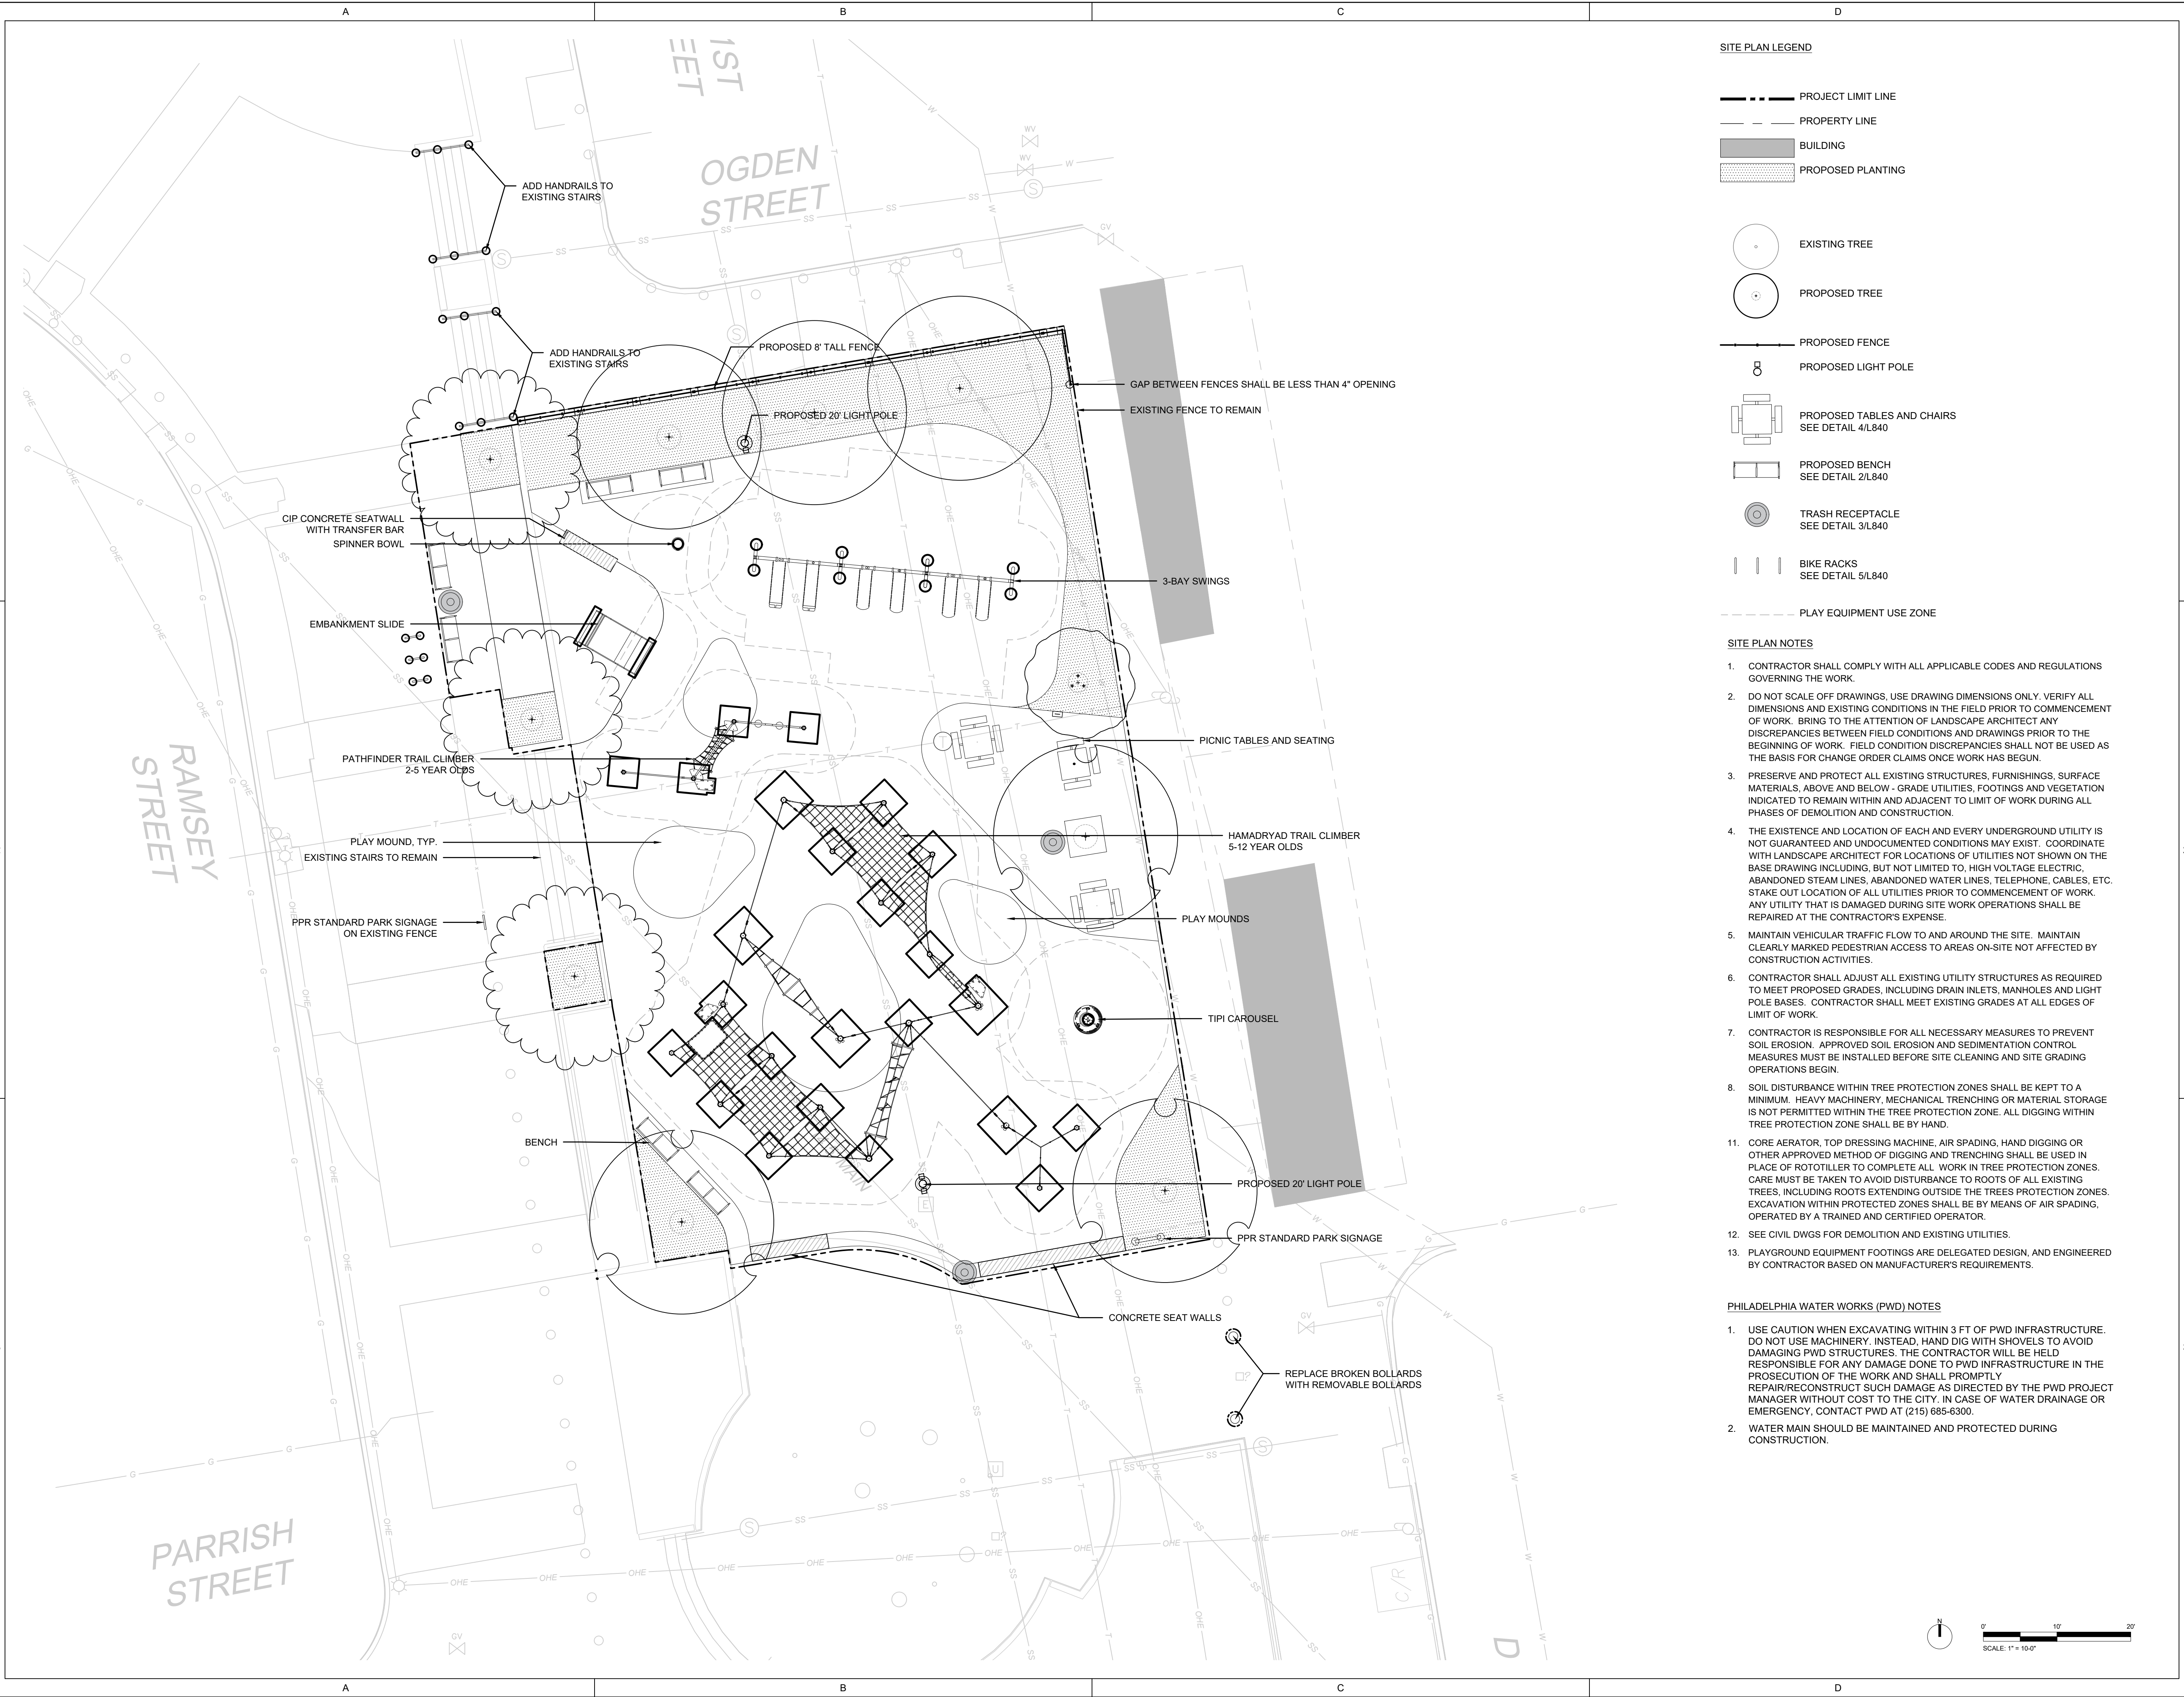 A
B
C
D
1ST
EET
OGDEN
STREET
RAMSEY
STREET
PARRISH
STREET
D
ADD HANDRAILS TO
EXISTING STAIRS
ADD HANDRAILS TO
EXISTING STAIRS
PROPOSED 8' TALL FENCE
PROPOSED 20' LIGHT POLE
GAP BETWEEN FENCES SHALL BE LESS THAN 4" OPENING
EXISTING FENCE TO REMAIN
CIP CONCRETE SEATWALL
WITH TRANSFER BAR
SPINNER BOWL
3-BAY SWINGS
EMBANKMENT SLIDE
PATHFINDER TRAIL CLIMBER
2-5 YEAR OLDS
PICNIC TABLES AND SEATING
PLAY MOUND, TYP.
EXISTING STAIRS TO REMAIN
HAMADRYAD TRAIL CLIMBER
5-12 YEAR OLDS
PPR STANDARD PARK SIGNAGE
ON EXISTING FENCE
PLAY MOUNDS
TIPI CAROUSEL
BENCH
MAIN
PROPOSED 20' LIGHT POLE
PPR STANDARD PARK SIGNAGE
CONCRETE SEAT WALLS
REPLACE BROKEN BOLLARDS
WITH REMOVABLE BOLLARDS
WV
WV
GV
GV
GV
SS
OHE
W
T
G
S
E
U
C/R
SITE PLAN LEGEND
PROJECT LIMIT LINE
PROPERTY LINE
BUILDING
PROPOSED PLANTING
EXISTING TREE
PROPOSED TREE
PROPOSED FENCE
PROPOSED LIGHT POLE
PROPOSED TABLES AND CHAIRS
SEE DETAIL 4/L840
PROPOSED BENCH
SEE DETAIL 2/L840
TRASH RECEPTACLE
SEE DETAIL 3/L840
BIKE RACKS
SEE DETAIL 5/L840
PLAY EQUIPMENT USE ZONE
SITE PLAN NOTES
1. CONTRACTOR SHALL COMPLY WITH ALL APPLICABLE CODES AND REGULATIONS
GOVERNING THE WORK.
2. DO NOT SCALE OFF DRAWINGS, USE DRAWING DIMENSIONS ONLY. VERIFY ALL
DIMENSIONS AND EXISTING CONDITIONS IN THE FIELD PRIOR TO COMMENCEMENT
OF WORK. BRING TO THE ATTENTION OF LANDSCAPE ARCHITECT ANY
DISCREPANCIES BETWEEN FIELD CONDITIONS AND DRAWINGS PRIOR TO THE
BEGINNING OF WORK. FIELD CONDITION DISCREPANCIES SHALL NOT BE USED AS
THE BASIS FOR CHANGE ORDER CLAIMS ONCE WORK HAS BEGUN.
3. PRESERVE AND PROTECT ALL EXISTING STRUCTURES, FURNISHINGS, SURFACE
MATERIALS, ABOVE AND BELOW - GRADE UTILITIES, FOOTINGS AND VEGETATION
INDICATED TO REMAIN WITHIN AND ADJACENT TO LIMIT OF WORK DURING ALL
PHASES OF DEMOLITION AND CONSTRUCTION.
4. THE EXISTENCE AND LOCATION OF EACH AND EVERY UNDERGROUND UTILITY IS
NOT GUARANTEED AND UNDOCUMENTED CONDITIONS MAY EXIST. COORDINATE
WITH LANDSCAPE ARCHITECT FOR LOCATIONS OF UTILITIES NOT SHOWN ON THE
BASE DRAWING INCLUDING, BUT NOT LIMITED TO, HIGH VOLTAGE ELECTRIC,
ABANDONED STEAM LINES, ABANDONED WATER LINES, TELEPHONE, CABLES, ETC.
STAKE OUT LOCATION OF ALL UTILITIES PRIOR TO COMMENCEMENT OF WORK.
ANY UTILITY THAT IS DAMAGED DURING SITE WORK OPERATIONS SHALL BE
REPAIRED AT THE CONTRACTOR'S EXPENSE.
5. MAINTAIN VEHICULAR TRAFFIC FLOW TO AND AROUND THE SITE. MAINTAIN
CLEARLY MARKED PEDESTRIAN ACCESS TO AREAS ON-SITE NOT AFFECTED BY
CONSTRUCTION ACTIVITIES.
6. CONTRACTOR SHALL ADJUST ALL EXISTING UTILITY STRUCTURES AS REQUIRED
TO MEET PROPOSED GRADES, INCLUDING DRAIN INLETS, MANHOLES AND LIGHT
POLE BASES. CONTRACTOR SHALL MEET EXISTING GRADES AT ALL EDGES OF
LIMIT OF WORK.
7. CONTRACTOR IS RESPONSIBLE FOR ALL NECESSARY MEASURES TO PREVENT
SOIL EROSION. APPROVED SOIL EROSION AND SEDIMENTATION CONTROL
MEASURES MUST BE INSTALLED BEFORE SITE CLEANING AND SITE GRADING
OPERATIONS BEGIN.
8. SOIL DISTURBANCE WITHIN TREE PROTECTION ZONES SHALL BE KEPT TO A
MINIMUM. HEAVY MACHINERY, MECHANICAL TRENCHING OR MATERIAL STORAGE
IS NOT PERMITTED WITHIN THE TREE PROTECTION ZONE. ALL DIGGING WITHIN
TREE PROTECTION ZONE SHALL BE BY HAND.
11. CORE AERATOR, TOP DRESSING MACHINE, AIR SPADING, HAND DIGGING OR
OTHER APPROVED METHOD OF DIGGING AND TRENCHING SHALL BE USED IN
PLACE OF ROTOTILLER TO COMPLETE ALL WORK IN TREE PROTECTION ZONES.
CARE MUST BE TAKEN TO AVOID DISTURBANCE TO ROOTS OF ALL EXISTING
TREES, INCLUDING ROOTS EXTENDING OUTSIDE THE TREES PROTECTION ZONES.
EXCAVATION WITHIN PROTECTED ZONES SHALL BE BY MEANS OF AIR SPADING,
OPERATED BY A TRAINED AND CERTIFIED OPERATOR.
12. SEE CIVIL DWGS FOR DEMOLITION AND EXISTING UTILITIES.
13. PLAYGROUND EQUIPMENT FOOTINGS ARE DELEGATED DESIGN, AND ENGINEERED
BY CONTRACTOR BASED ON MANUFACTURER'S REQUIREMENTS.
PHILADELPHIA WATER WORKS (PWD) NOTES
1. USE CAUTION WHEN EXCAVATING WITHIN 3 FT OF PWD INFRASTRUCTURE.
DO NOT USE MACHINERY. INSTEAD, HAND DIG WITH SHOVELS TO AVOID
DAMAGING PWD STRUCTURES. THE CONTRACTOR WILL BE HELD
RESPONSIBLE FOR ANY DAMAGE DONE TO PWD INFRASTRUCTURE IN THE
PROSECUTION OF THE WORK AND SHALL PROMPTLY
REPAIR/RECONSTRUCT SUCH DAMAGE AS DIRECTED BY THE PWD PROJECT
MANAGER WITHOUT COST TO THE CITY. IN CASE OF WATER DRAINAGE OR
EMERGENCY, CONTACT PWD AT (215) 685-6300.
2. WATER MAIN SHOULD BE MAINTAINED AND PROTECTED DURING
CONSTRUCTION.
N
0' 10' 20'
SCALE: 1" = 10-0"
A
B
C
D